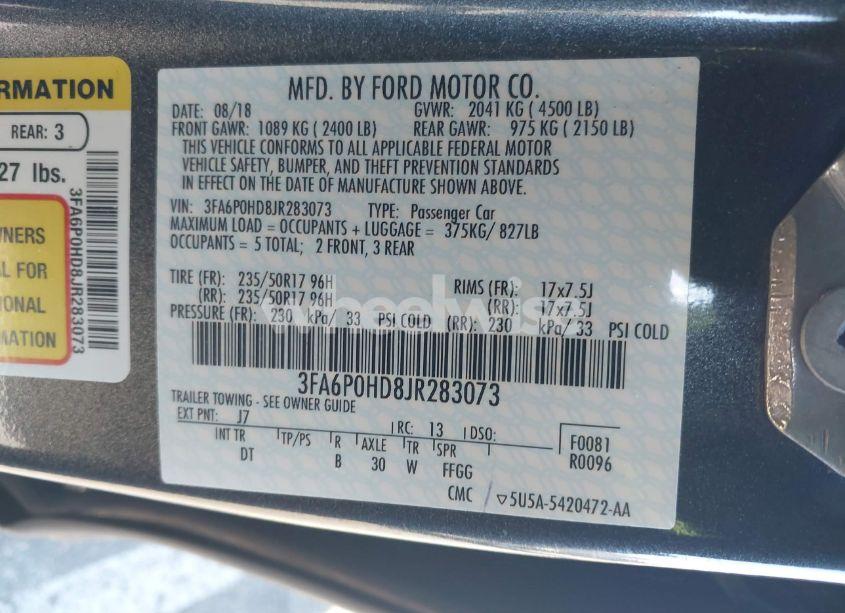 ORMATION
REAR: 3
27 lbs.
WNERS
AL FOR
IONAL
MATION
3FA6P0HD8JR283073
MFD. BY FORD MOTOR CO.
DATE: 08/18 GVWR: 2041 KG ( 4500 LB)
FRONT GAWR: 1089 KG ( 2400 LB) REAR GAWR: 975 KG ( 2150 LB)
THIS VEHICLE CONFORMS TO ALL APPLICABLE FEDERAL MOTOR
VEHICLE SAFETY, BUMPER, AND THEFT PREVENTION STANDARDS
IN EFFECT ON THE DATE OF MANUFACTURE SHOWN ABOVE.
VIN: 3FA6P0HD8JR283073 TYPE: Passenger Car
MAXIMUM LOAD = OCCUPANTS + LUGGAGE = 375KG/ 827LB
OCCUPANTS = 5 TOTAL; 2 FRONT, 3 REAR
TIRE (FR): 235/50R17 96H RIMS (FR): 17x7.5J
(RR): 235/50R17 96H (RR): 17x7.5J
PRESSURE (FR): 230 kPa/ 33 PSI COLD (RR): 230 kPa/ 33 PSI COLD
wheelwise
3FA6P0HD8JR283073
TRAILER TOWING - SEE OWNER GUIDE
EXT PNT: J7 RC: 13 DSO:
INT TR TP/PS R AXLE TR SPR F0081
DT B 30 W FFGG R0096
CMC 5U5A-5420472-AA